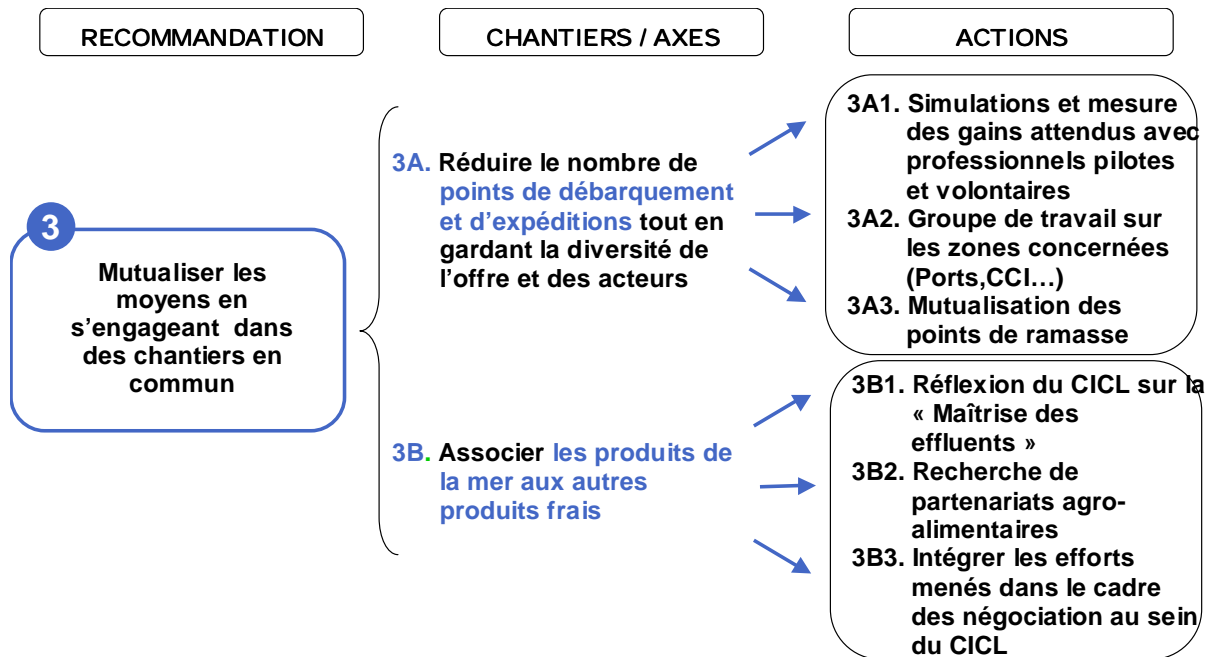 RECOMMANDATION
CHANTIERS / AXES
ACTIONS
3
Mutualiser les
moyens en
s'engageant dans
des chantiers en
commun
3A. Réduire le nombre de
points de débarquement
et d'expéditions tout en
gardant la diversité de
l'offre et des acteurs
3A1. Simulations et mesure
des gains attendus avec
professionnels pilotes
et volontaires
3A2. Groupe de travail sur
les zones concernées
(Ports,CCI…)
3A3. Mutualisation des
points de ramasse
3B. Associer les produits de
la mer aux autres
produits frais
3B1. Réflexion du CICL sur la
« Maîtrise des
effluents »
3B2. Recherche de
partenariats agro-
alimentaires
3B3. Intégrer les efforts
menés dans le cadre
des négociation au sein
du CICL